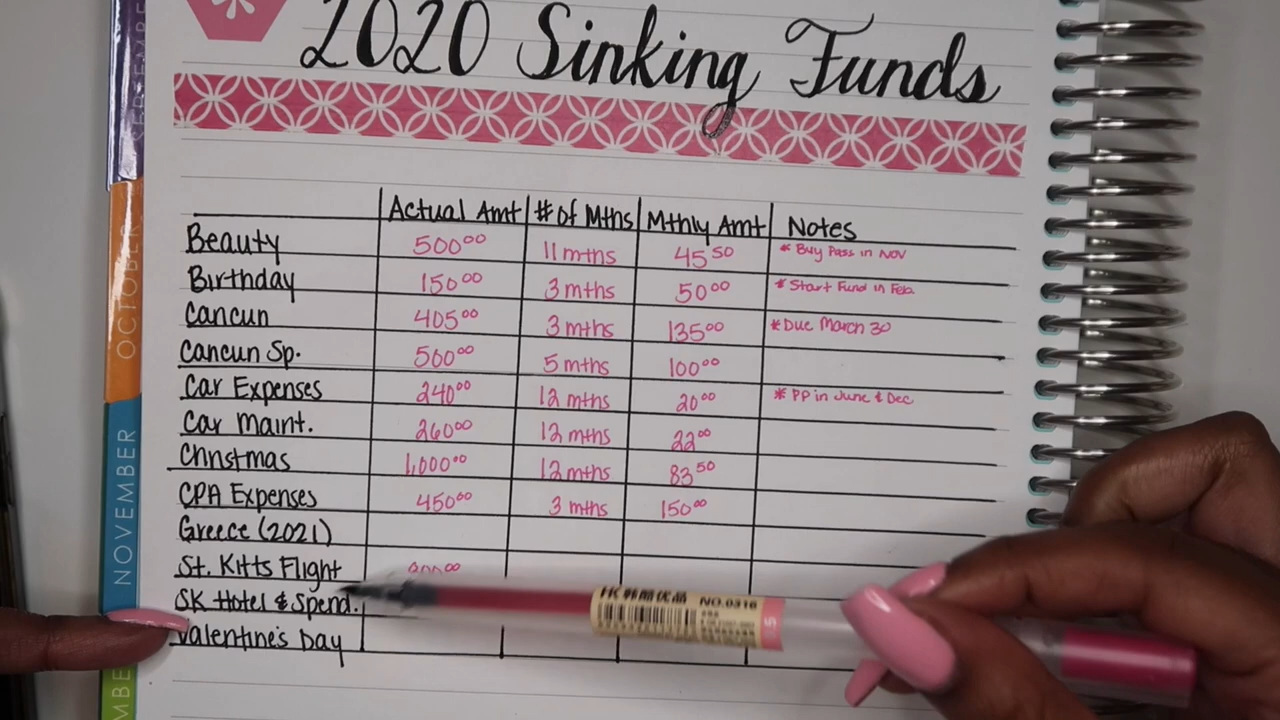 2020 Sinking Funds
Actual Amt # of Mths Mthly Amt Notes
Beauty 500.00 11 mths 45.50 * Buy Pass in NOV
Birthday 150.00 3 mths 50.00 * Start Fund in Feb.
Cancun 405.00 3 mths 135.00 * Due March 30
Cancun Sp. 500.00 5 mths 100.00
Car Expenses 240.00 12 mths 20.00 * PP in June & Dec
Car Maint. 260.00 12 mths 22.00
Christmas 1,000.00 12 mths 83.50
CPA Expenses 450.00 3 mths 150.00
Greece (2021)
St. Kitts Flight
SK Hotel & Spend.
Valentine's Day
OCTOBER
NOVEMBER
NO.0316